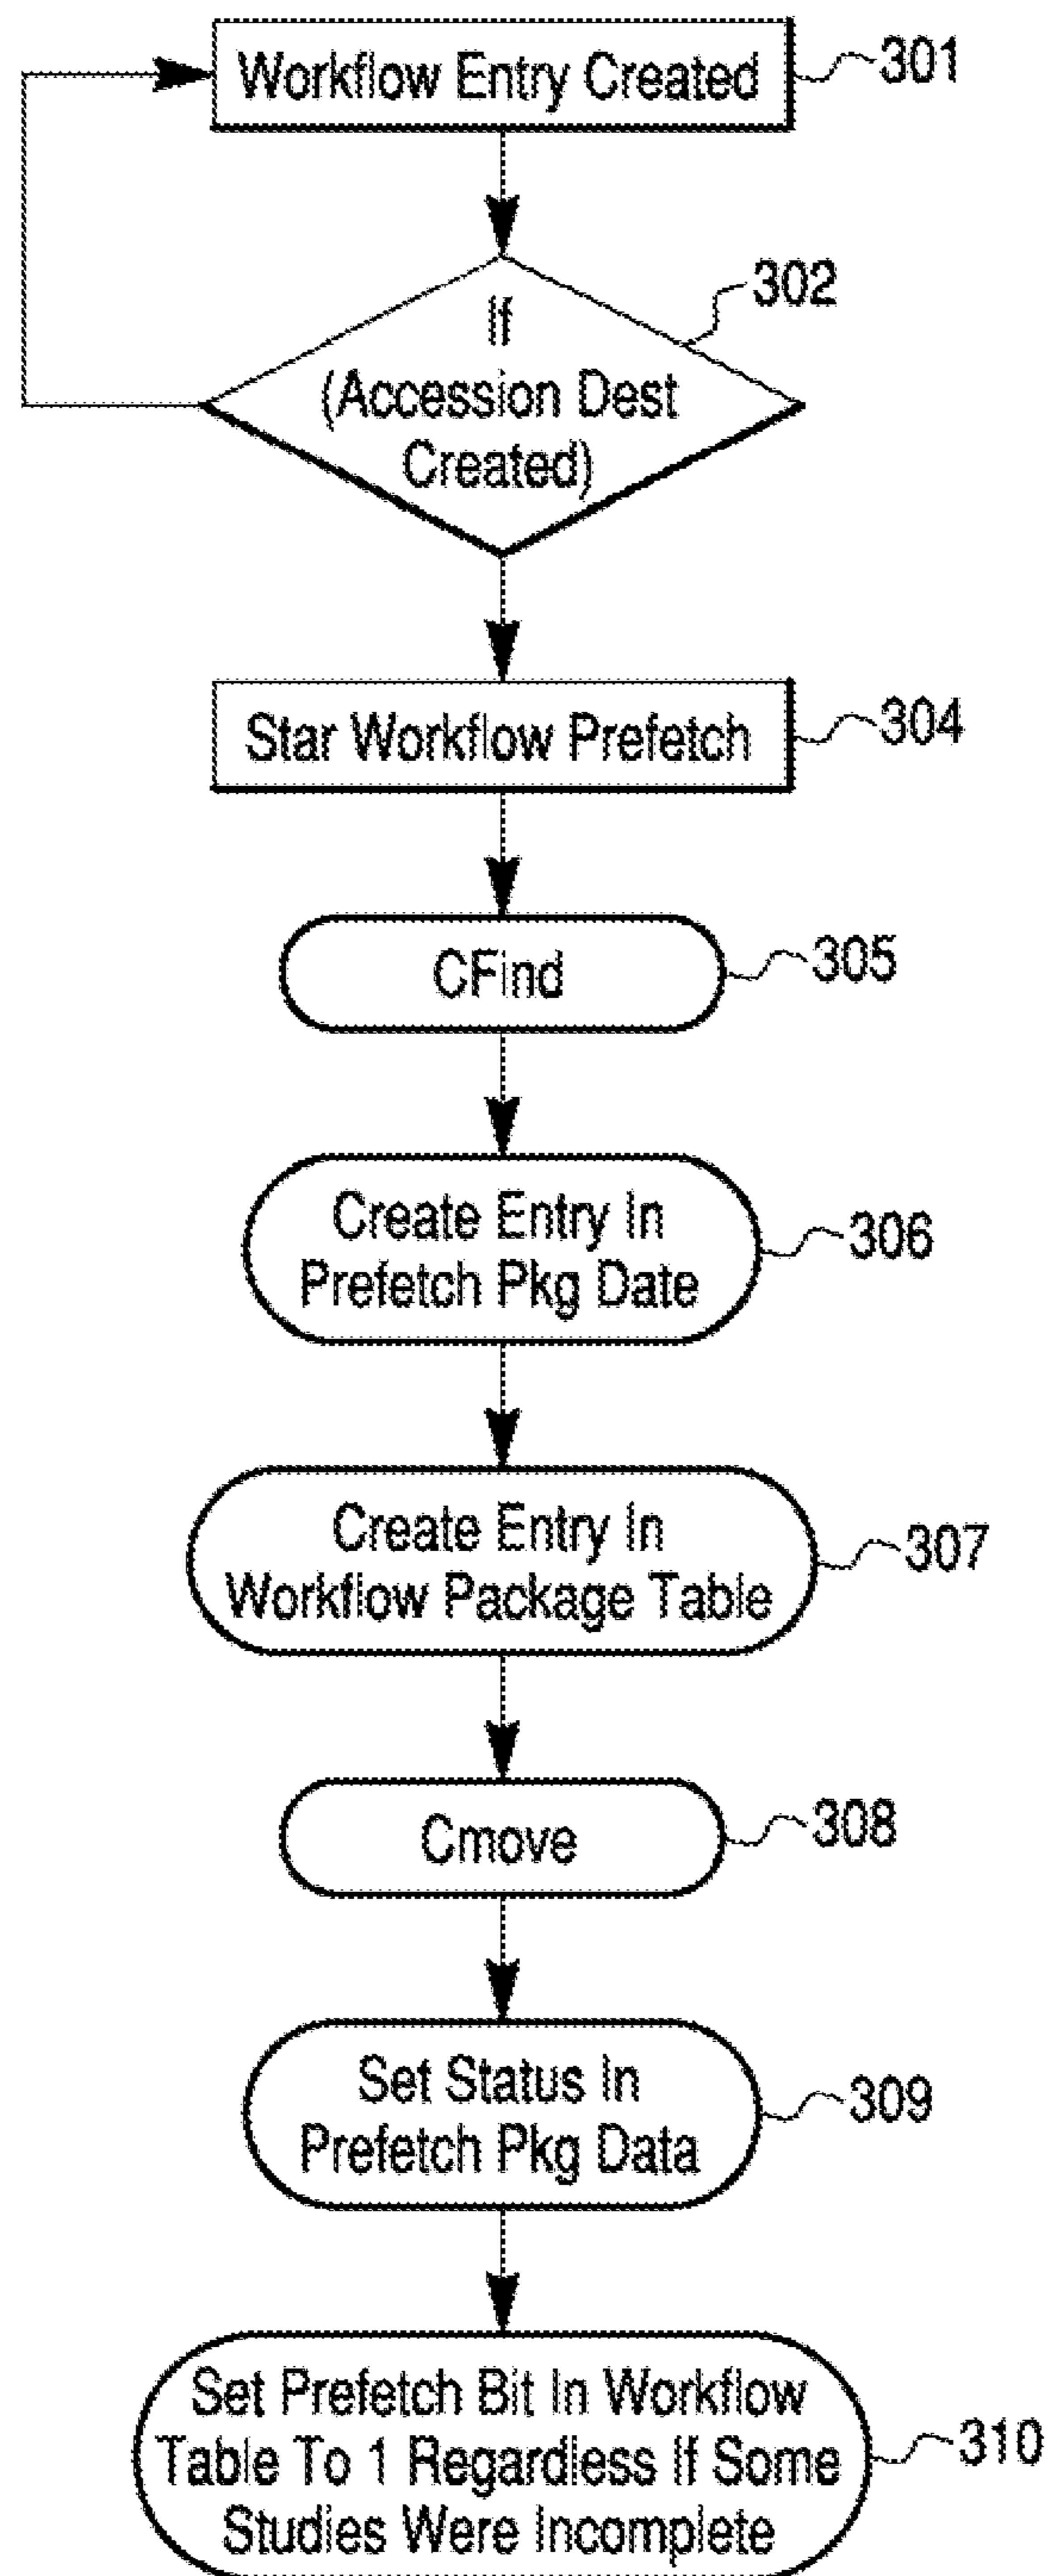 Workflow Entry Created
301
If
(Accession Dest
Created)
302
Star Workflow Prefetch
304
CFind
305
Create Entry In
Prefetch Pkg Date
306
Create Entry In
Workflow Package Table
307
Cmove
308
Set Status In
Prefetch Pkg Data
309
Set Prefetch Bit In Workflow
Table To 1 Regardless If Some
Studies Were Incomplete
310